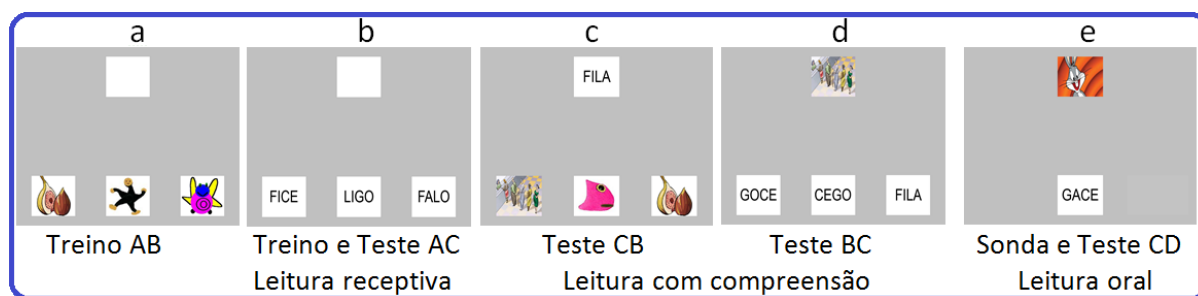 a b c d e
FILA
FICE LIGO FALO GOCE CEGO FILA GACE
Treino AB Treino e Teste AC Teste CB Teste BC Sonda e Teste CD
Leitura receptiva Leitura com compreensão Leitura oral